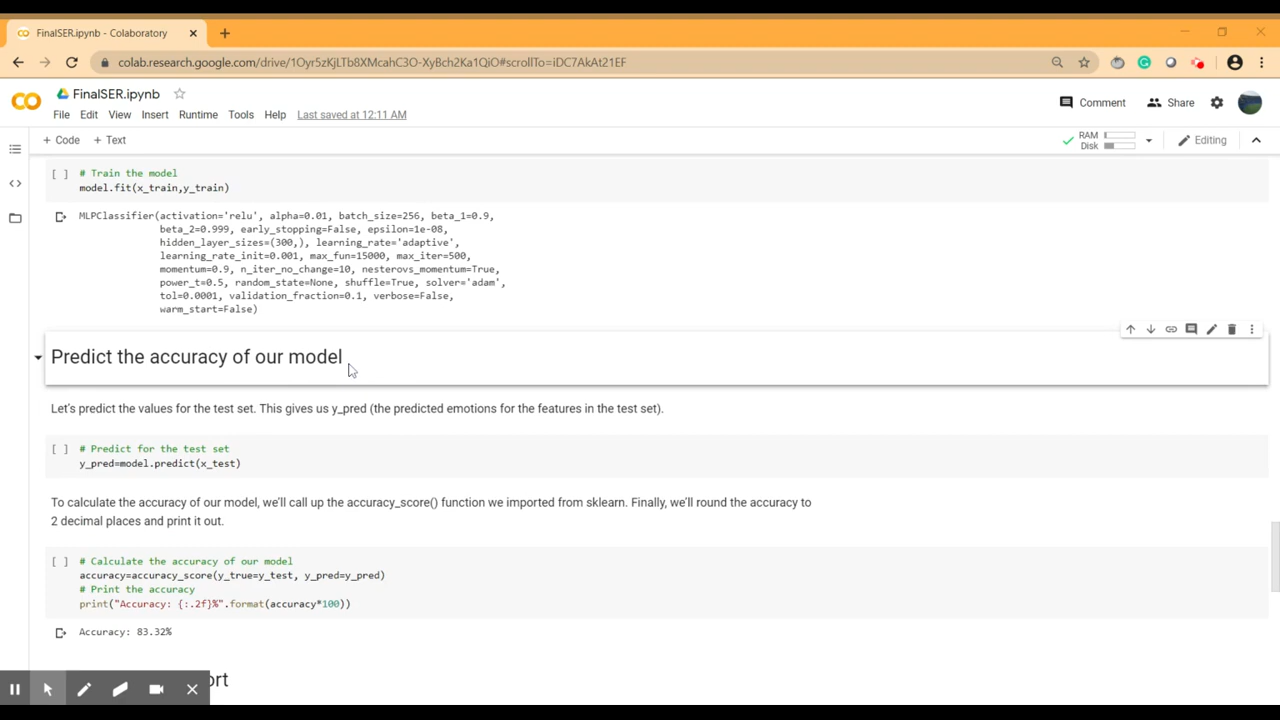 FinalSER.ipynb - Colaboratory
colab.research.google.com/drive/1Oyr5zKjLTb8XMcahC3O-XyBch2Ka1QiO#scrollTo=iDC7AkAt21EF
FinalSER.ipynb
File Edit View Insert Runtime Tools Help Last saved at 12:11 AM
Comment Share
+ Code + Text
RAM
Disk
Editing
[ ] # Train the model
model.fit(x_train,y_train)
MLPClassifier(activation='relu', alpha=0.01, batch_size=256, beta_1=0.9,
beta_2=0.999, early_stopping=False, epsilon=1e-08,
hidden_layer_sizes=(300,), learning_rate='adaptive',
learning_rate_init=0.001, max_fun=15000, max_iter=500,
momentum=0.9, n_iter_no_change=10, nesterovs_momentum=True,
power_t=0.5, random_state=None, shuffle=True, solver='adam',
tol=0.0001, validation_fraction=0.1, verbose=False,
warm_start=False)
Predict the accuracy of our model
Let's predict the values for the test set. This gives us y_pred (the predicted emotions for the features in the test set).
[ ] # Predict for the test set
y_pred=model.predict(x_test)
To calculate the accuracy of our model, we'll call up the accuracy_score() function we imported from sklearn. Finally, we'll round the accuracy to
2 decimal places and print it out.
[ ] # Calculate the accuracy of our model
accuracy=accuracy_score(y_true=y_test, y_pred=y_pred)
# Print the accuracy
print("Accuracy: {:.2f}%".format(accuracy*100))
Accuracy: 83.32%
ort